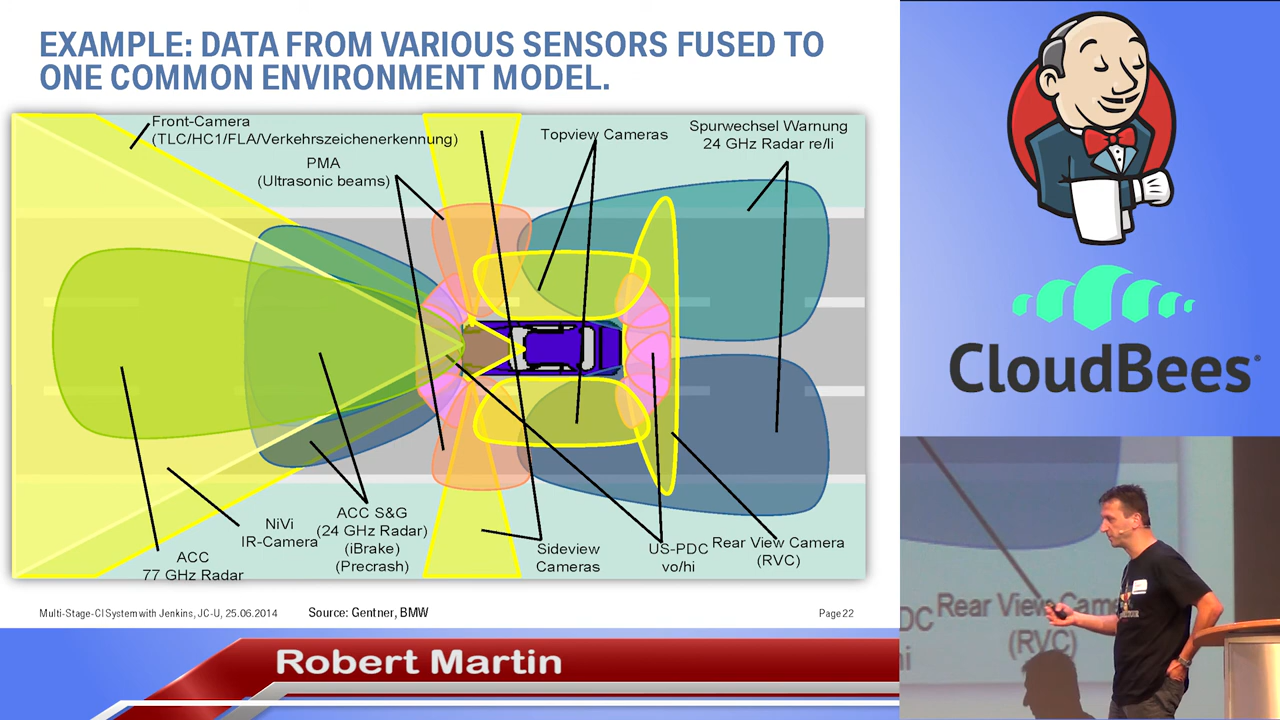 EXAMPLE: DATA FROM VARIOUS SENSORS FUSED TO
ONE COMMON ENVIRONMENT MODEL.
Front-Camera
(TLC/HC1/FLA/Verkehrszeichenerkennung)
PMA
(Ultrasonic beams)
Topview Cameras
Spurwechsel Warnung
24 GHz Radar re/li
ACC
77 GHz Radar
NiVi
IR-Camera
ACC S&G
(24 GHz Radar)
(iBrake)
(Precrash)
Sideview
Cameras
US-PDC
vo/hi
Rear View Camera
(RVC)
Multi-Stage-CI System with Jenkins, JC-U, 25.06.2014
Source: Gentner, BMW
Page 22
Robert Martin
CloudBees
DC Rear View Came
(RVC)
hi